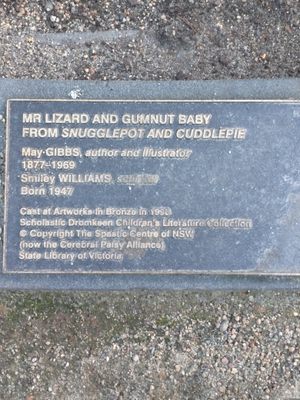 MR LIZARD AND GUMNUT BABY
FROM SNUGGLEPOT AND CUDDLEPIE
May GIBBS, author and illustrator
1877–1969
Smiley WILLIAMS,
Born 1947
Cast at Artworks in Bronze in
Scholastic Dromkeen Children's Literature Collection
© Copyright The Spastic Centre of NSW
(now the Cerebral Palsy Alliance)
State Library of Victoria